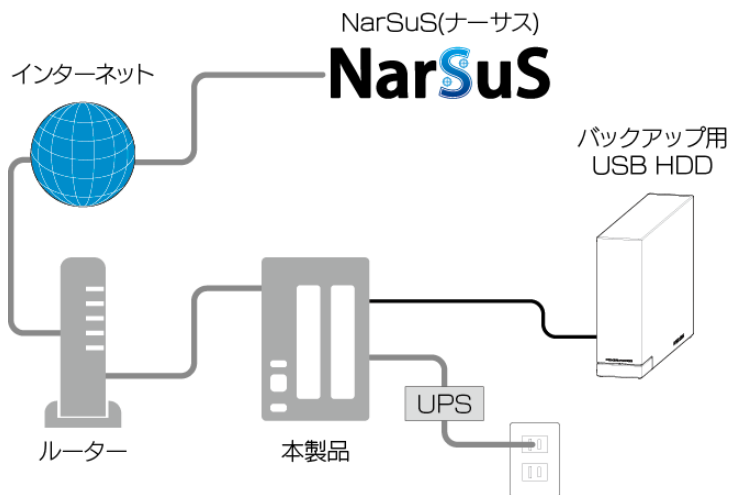 NarSuS(ナーサス)
NarSuS
インターネット
バックアップ用
USB HDD
UPS
ルーター
本製品